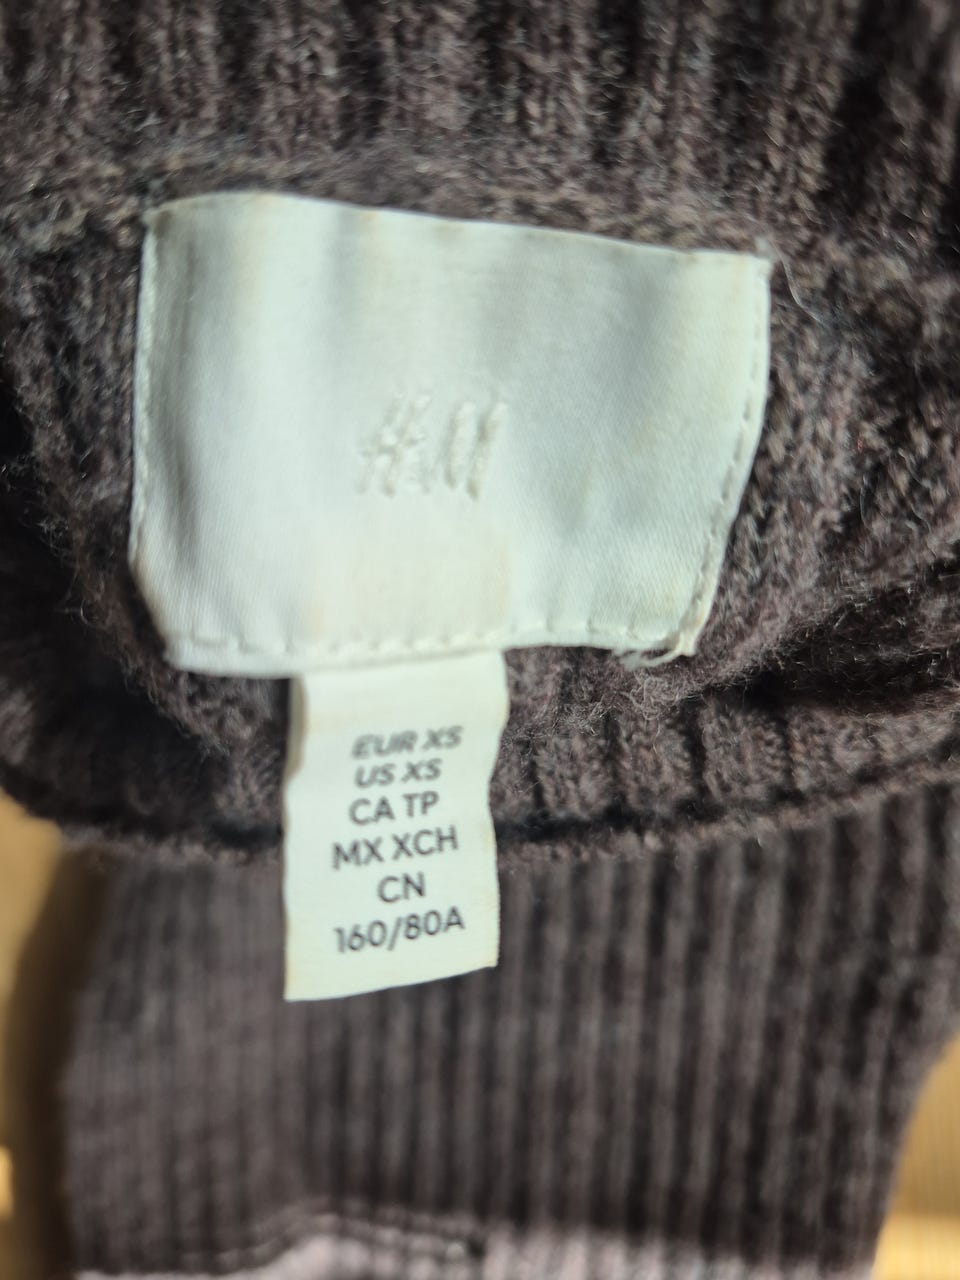 H&M
EUR XS
US XS
CA TP
MX XCH
CN
160/80A